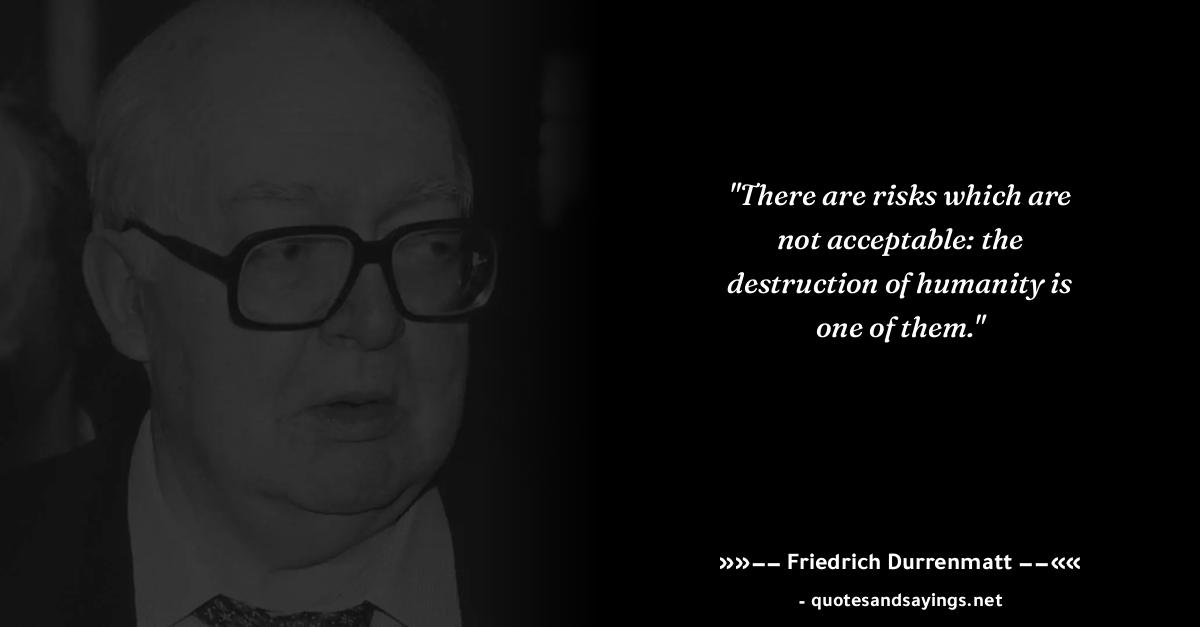 "There are risks which are
not acceptable: the
destruction of humanity is
one of them."
»»−− Friedrich Durrenmatt −−««
- quotesandsayings.net